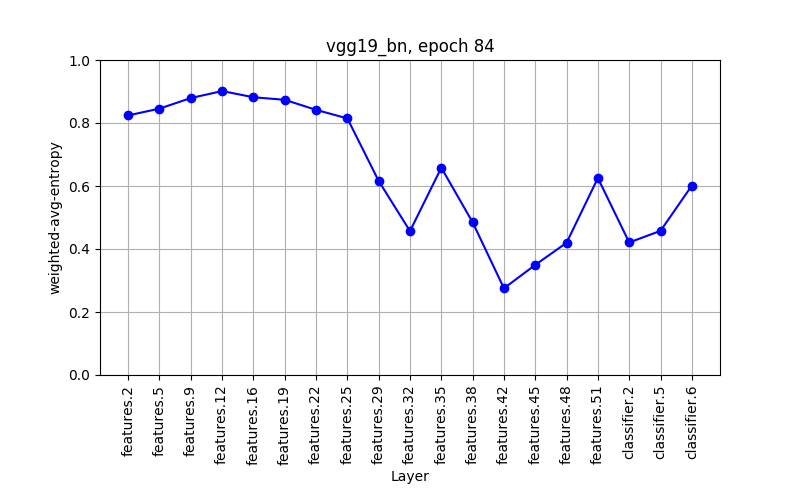 vgg19_bn, epoch 84
1.0
0.8
0.6
0.4
0.2
0.0
weighted-avg-entropy
features.2
features.5
features.9
features.12
features.16
features.19
features.22
features.25
features.29
features.32
features.35
features.38
features.42
features.45
features.48
features.51
classifier.2
classifier.5
classifier.6
Layer